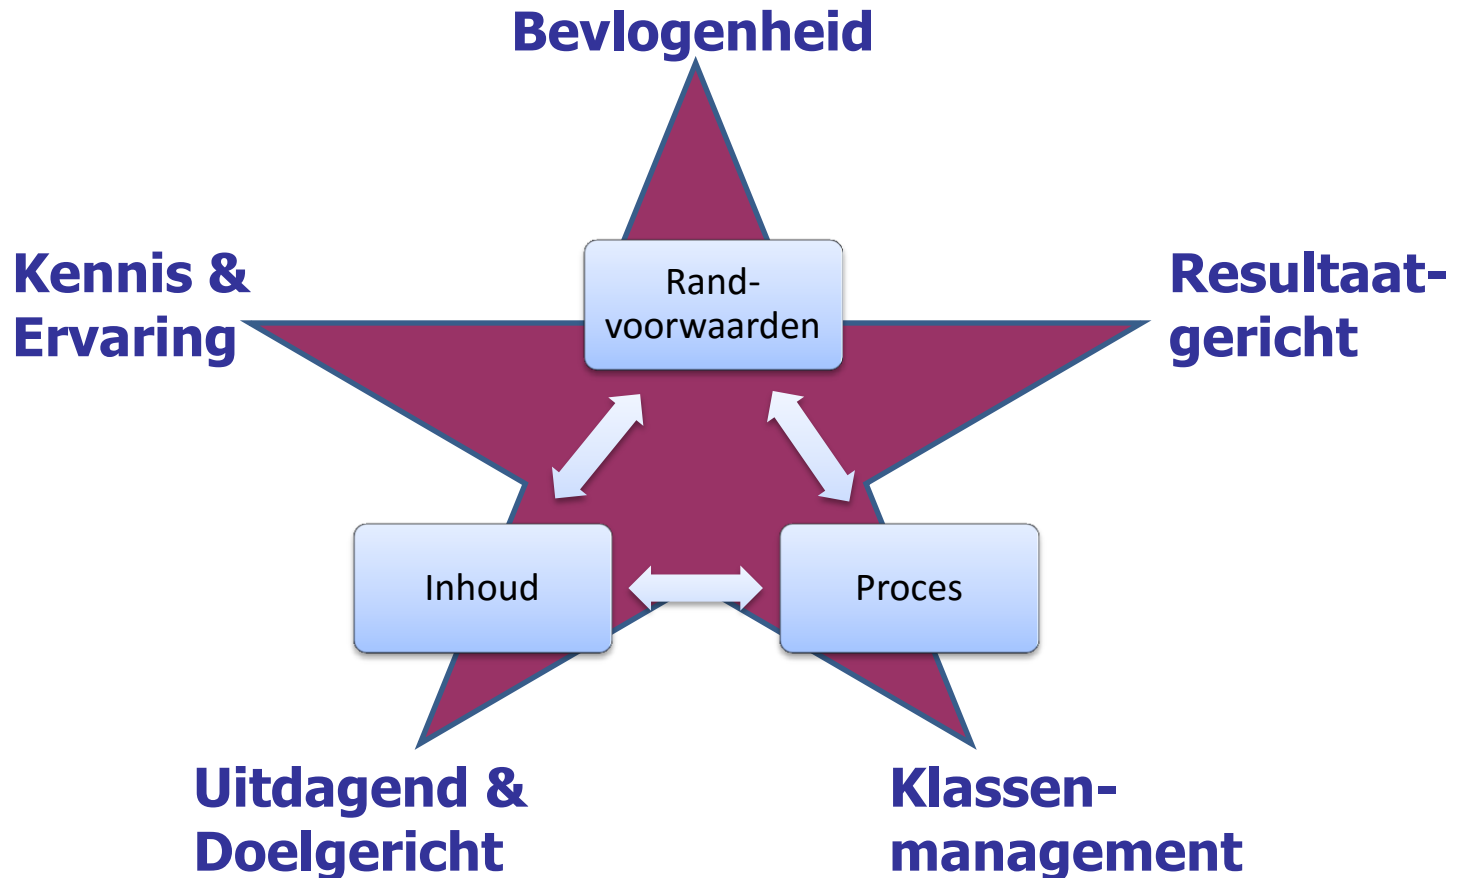 Bevlogenheid
Kennis &
Ervaring
Resultaat-
gericht
Rand-
voorwaarden
Inhoud
Proces
Uitdagend &
Doelgericht
Klassen-
management